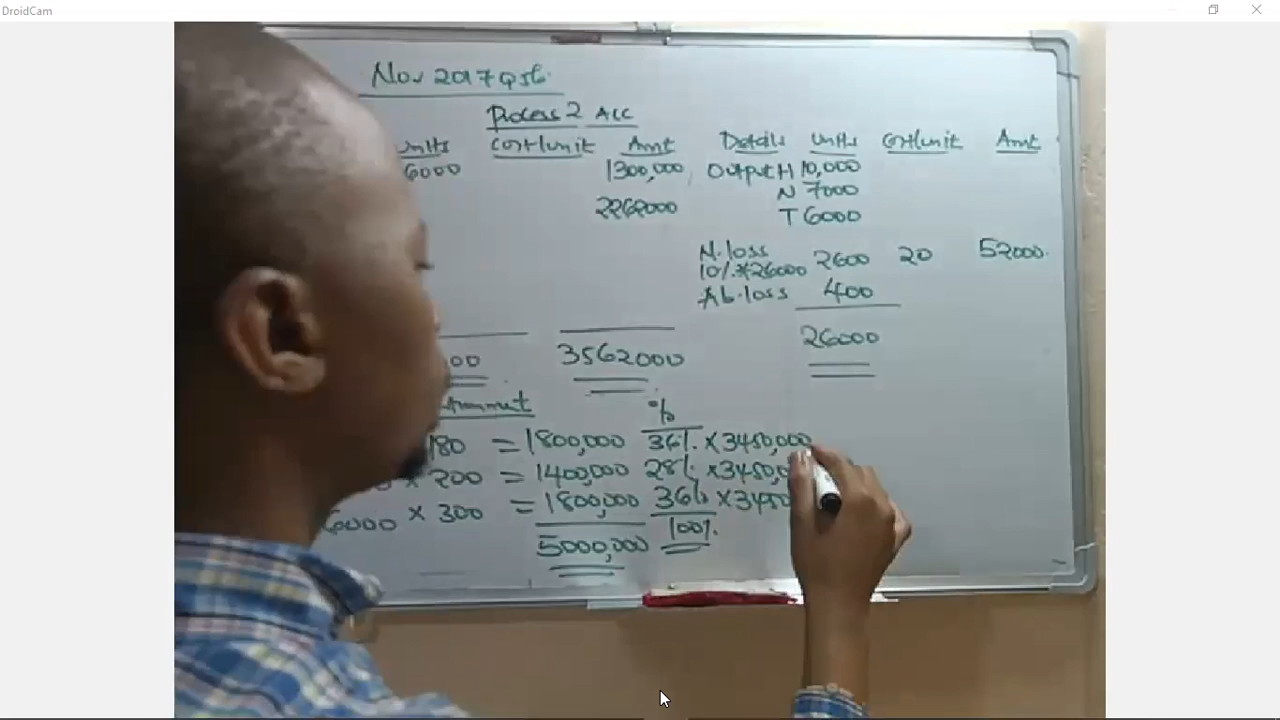 DroidCam
Nov 2017 Q5b
Process 2 Acc
units Cost/unit Amt Details units Cost/unit Amt
6000 1300,000 Output H 10,000
N 7000
2262000 T 6000
N.loss
10% * 26000 2600 20 52000
Ab.loss 400
26000
00 3562000
%
180 = 1800,000 36% × 3450,000
× 200 = 1400,000 28% × 3450,0
6000 × 300 = 1800,000 36% × 3450
5000,000 100%